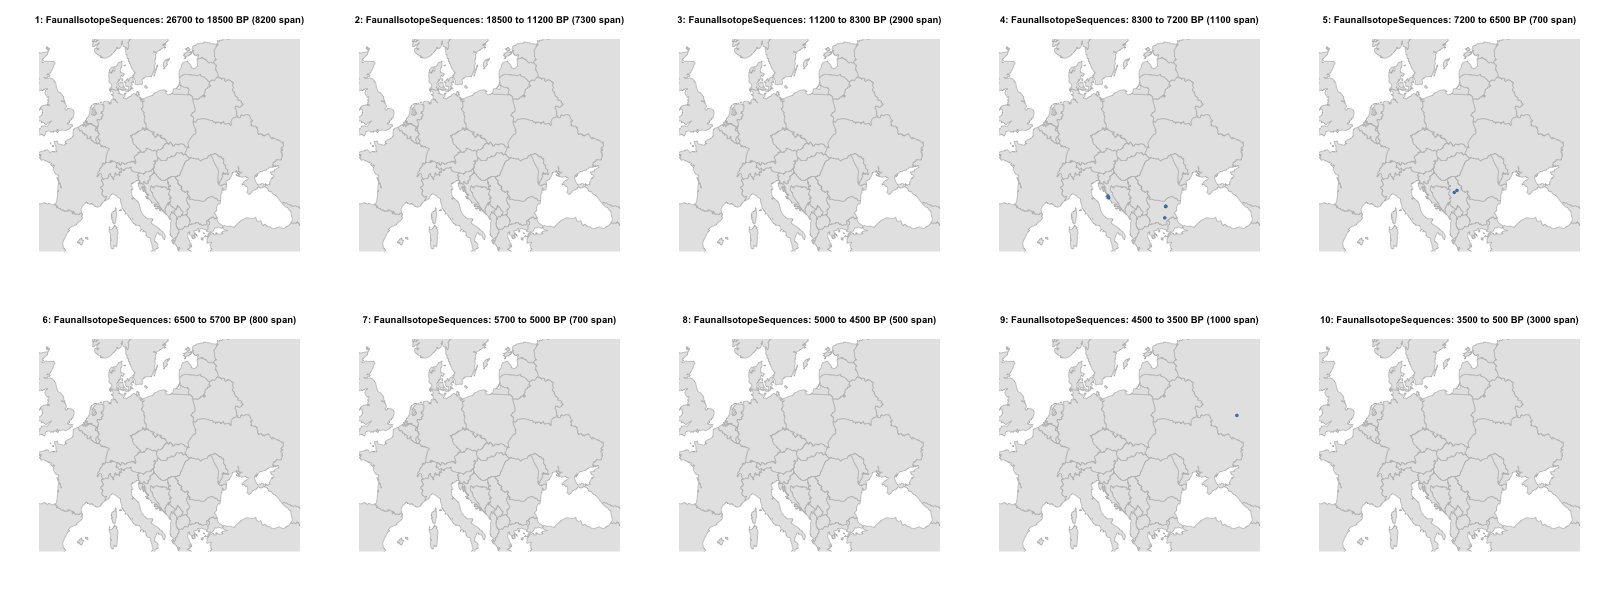 1: FaunalIsotopeSequences: 26700 to 18500 BP (8200 span)
2: FaunalIsotopeSequences: 18500 to 11200 BP (7300 span)
3: FaunalIsotopeSequences: 11200 to 8300 BP (2900 span)
4: FaunalIsotopeSequences: 8300 to 7200 BP (1100 span)
5: FaunalIsotopeSequences: 7200 to 6500 BP (700 span)
6: FaunalIsotopeSequences: 6500 to 5700 BP (800 span)
7: FaunalIsotopeSequences: 5700 to 5000 BP (700 span)
8: FaunalIsotopeSequences: 5000 to 4500 BP (500 span)
9: FaunalIsotopeSequences: 4500 to 3500 BP (1000 span)
10: FaunalIsotopeSequences: 3500 to 500 BP (3000 span)